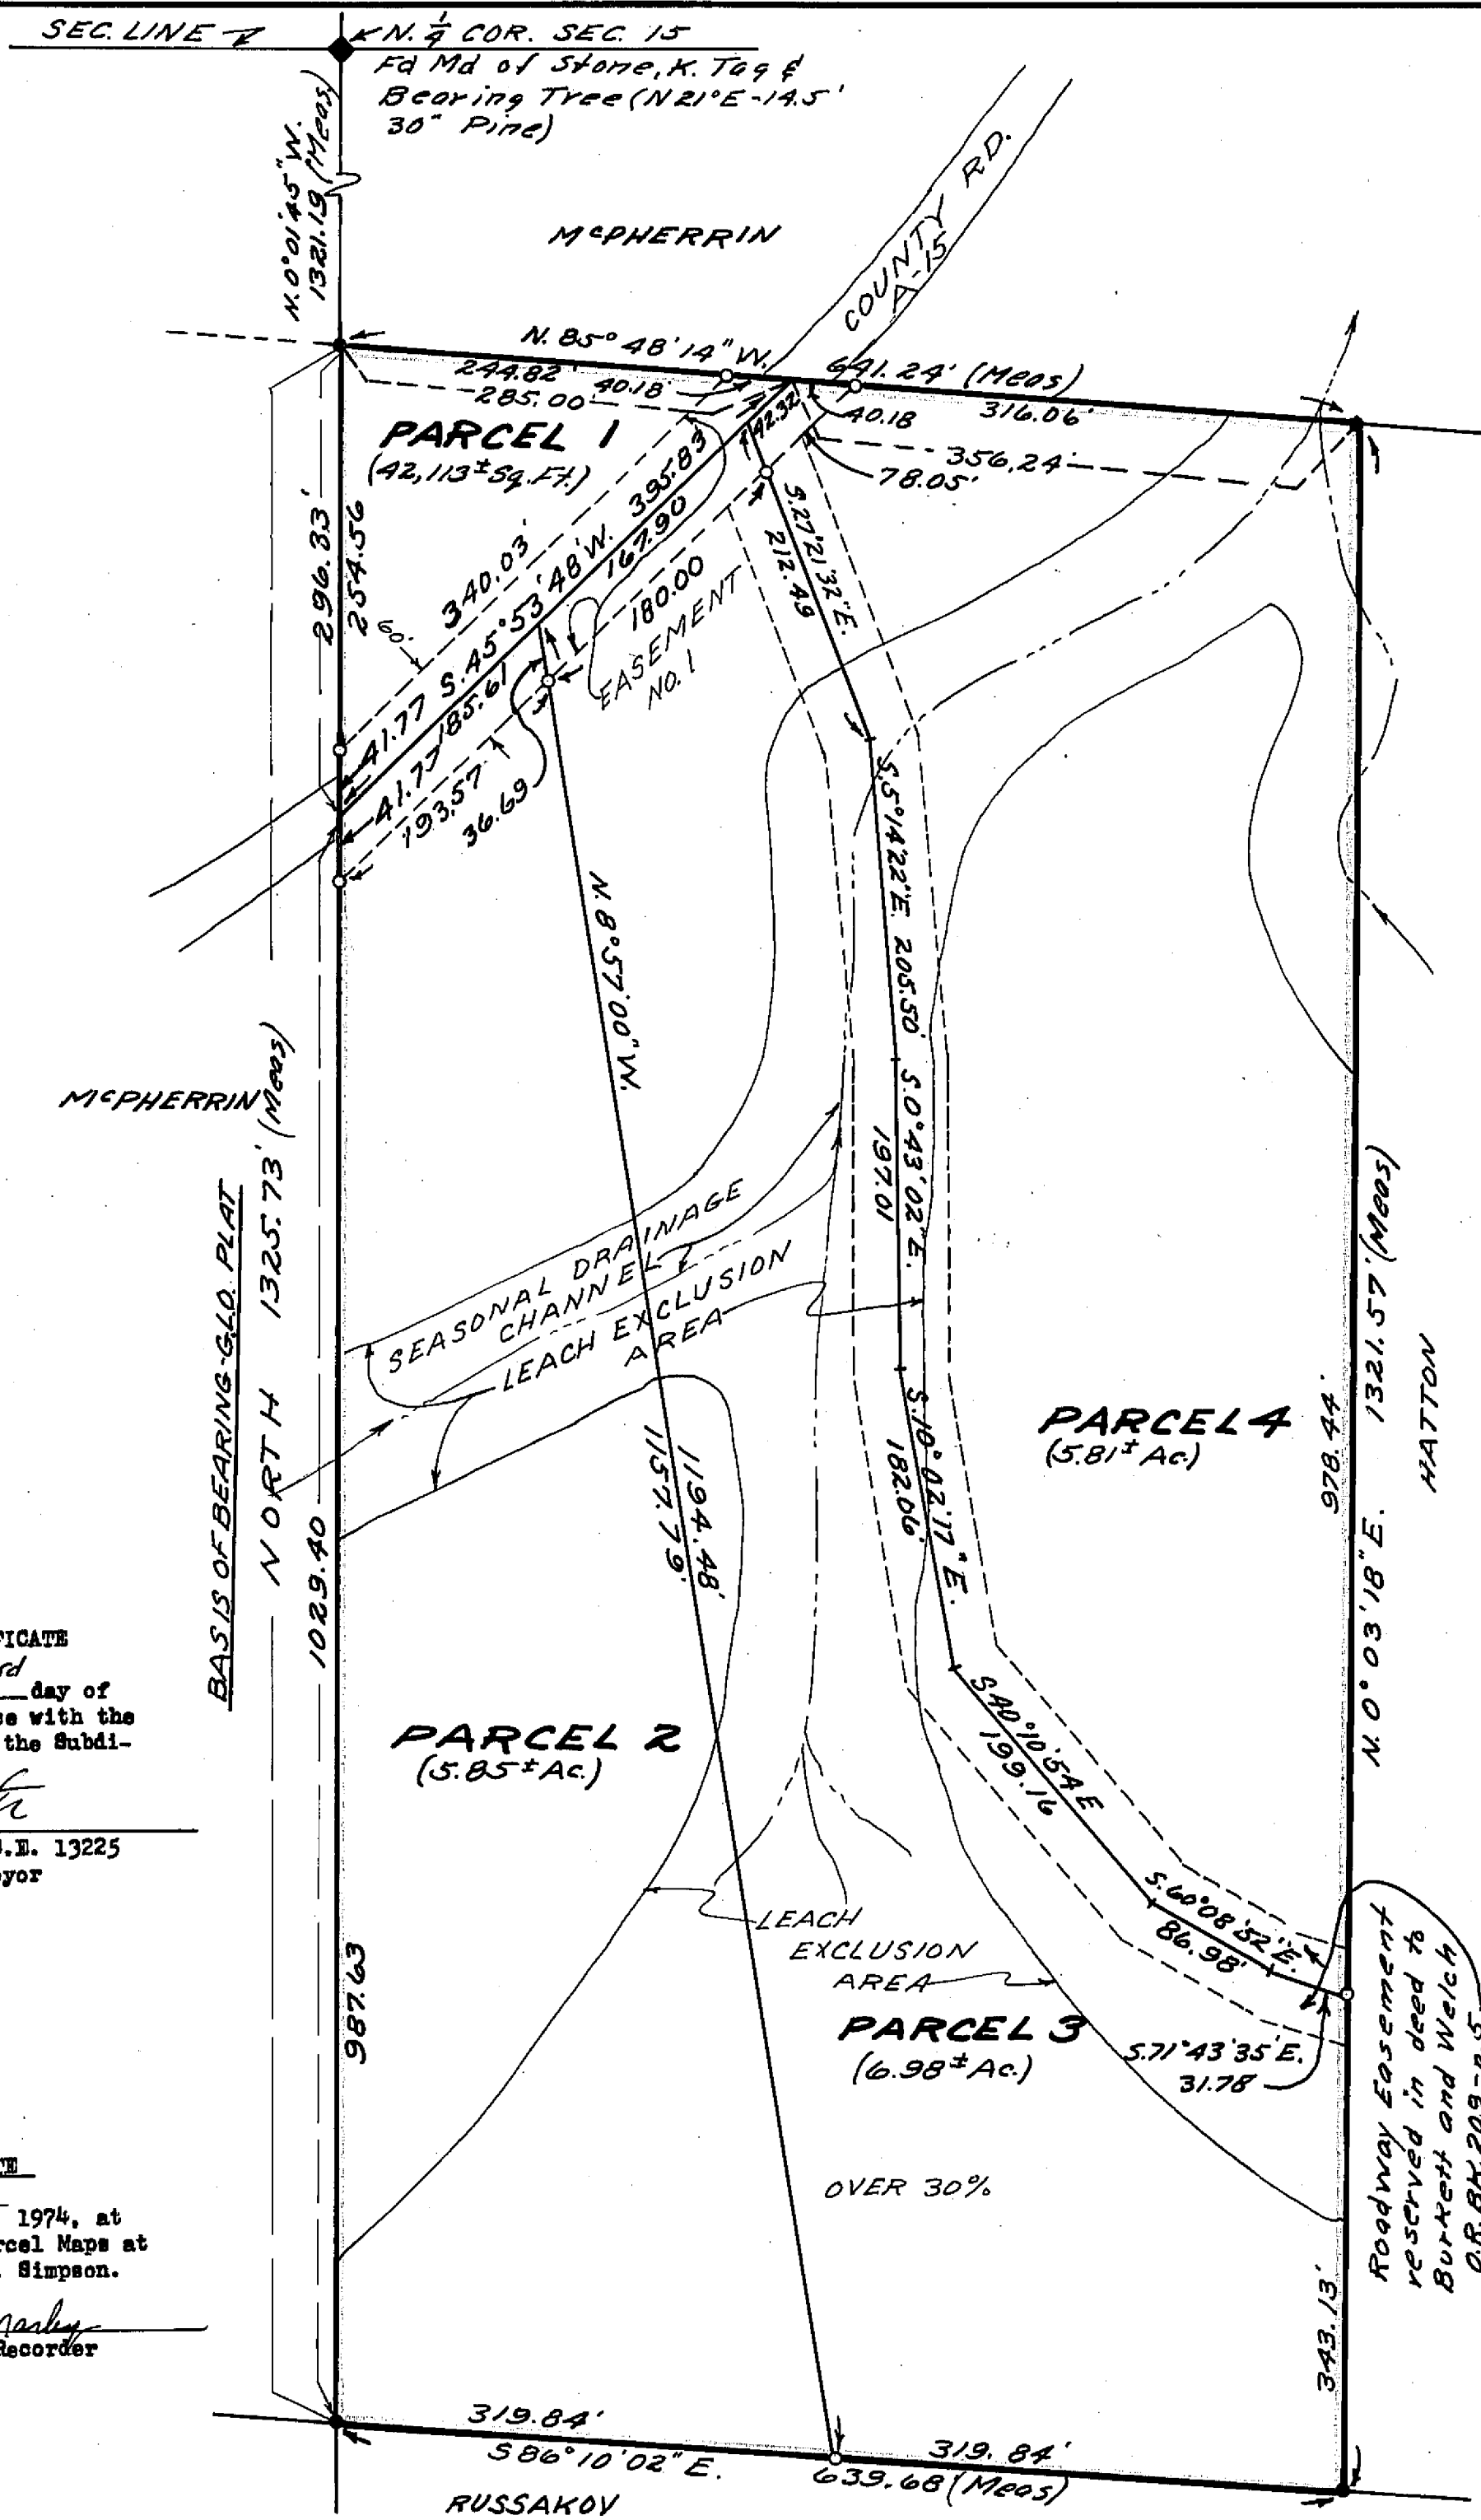 SEC. LINE
N. 1/4 COR. SEC. 15
Fd Md of Stone, K. Tag &
Bearing Tree (N21°E-14.5'
30" Pine)
N.0°01'45"W.
1321.19 (Meas)
McPHERRIN
COUNTY RD.
A-15
N. 85°48'14" W.
641.24' (Meas)
244.82'
40.18'
285.00'
40.18
316.06'
356.24'
78.05'
42.32
PARCEL 1
(42,113± Sq. Ft.)
296.33'
254.56
340.03'
395.83
S.45°53'48"W.
167.90
60'
41.77
185.61
180.00
EASEMENT
NO. 1
41.77
193.57
36.69
S.27°21'32"E.
212.49
S.5°14'22"E. 205.50'
N.8°57'00"W.
McPHERRIN
BASIS OF BEARING-G.L.O. PLAT
NORTH 1325.73' (Meas)
1029.40
S.0°43'02"E.
197.01
SEASONAL DRAINAGE
CHANNEL
LEACH EXCLUSION
AREA
1194.48'
1157.79'
S.10°02'17"E.
182.06'
PARCEL 4
(5.81± Ac.)
978.44'
N.0°03'18"E. 1321.57' (Meas)
HATTON
FICATE
rd
day of
se with the
the Subdi-
.E. 13225
yor
PARCEL 2
(5.85± Ac.)
S40°10'54E
199.16
S.60°08'52"E.
86.98'
LEACH
EXCLUSION
AREA
987.63
PARCEL 3
(6.98± Ac.)
S.71°43'35"E.
31.78
Roadway Easement
reserved in deed to
Burkett and Welch
OVER 30%
TE
1974, at
rcel Maps at
. Simpson.
Recorder
343.13'
319.84'
S86°10'02"E.
319.84'
639.68 (Meas)
RUSSAKOV